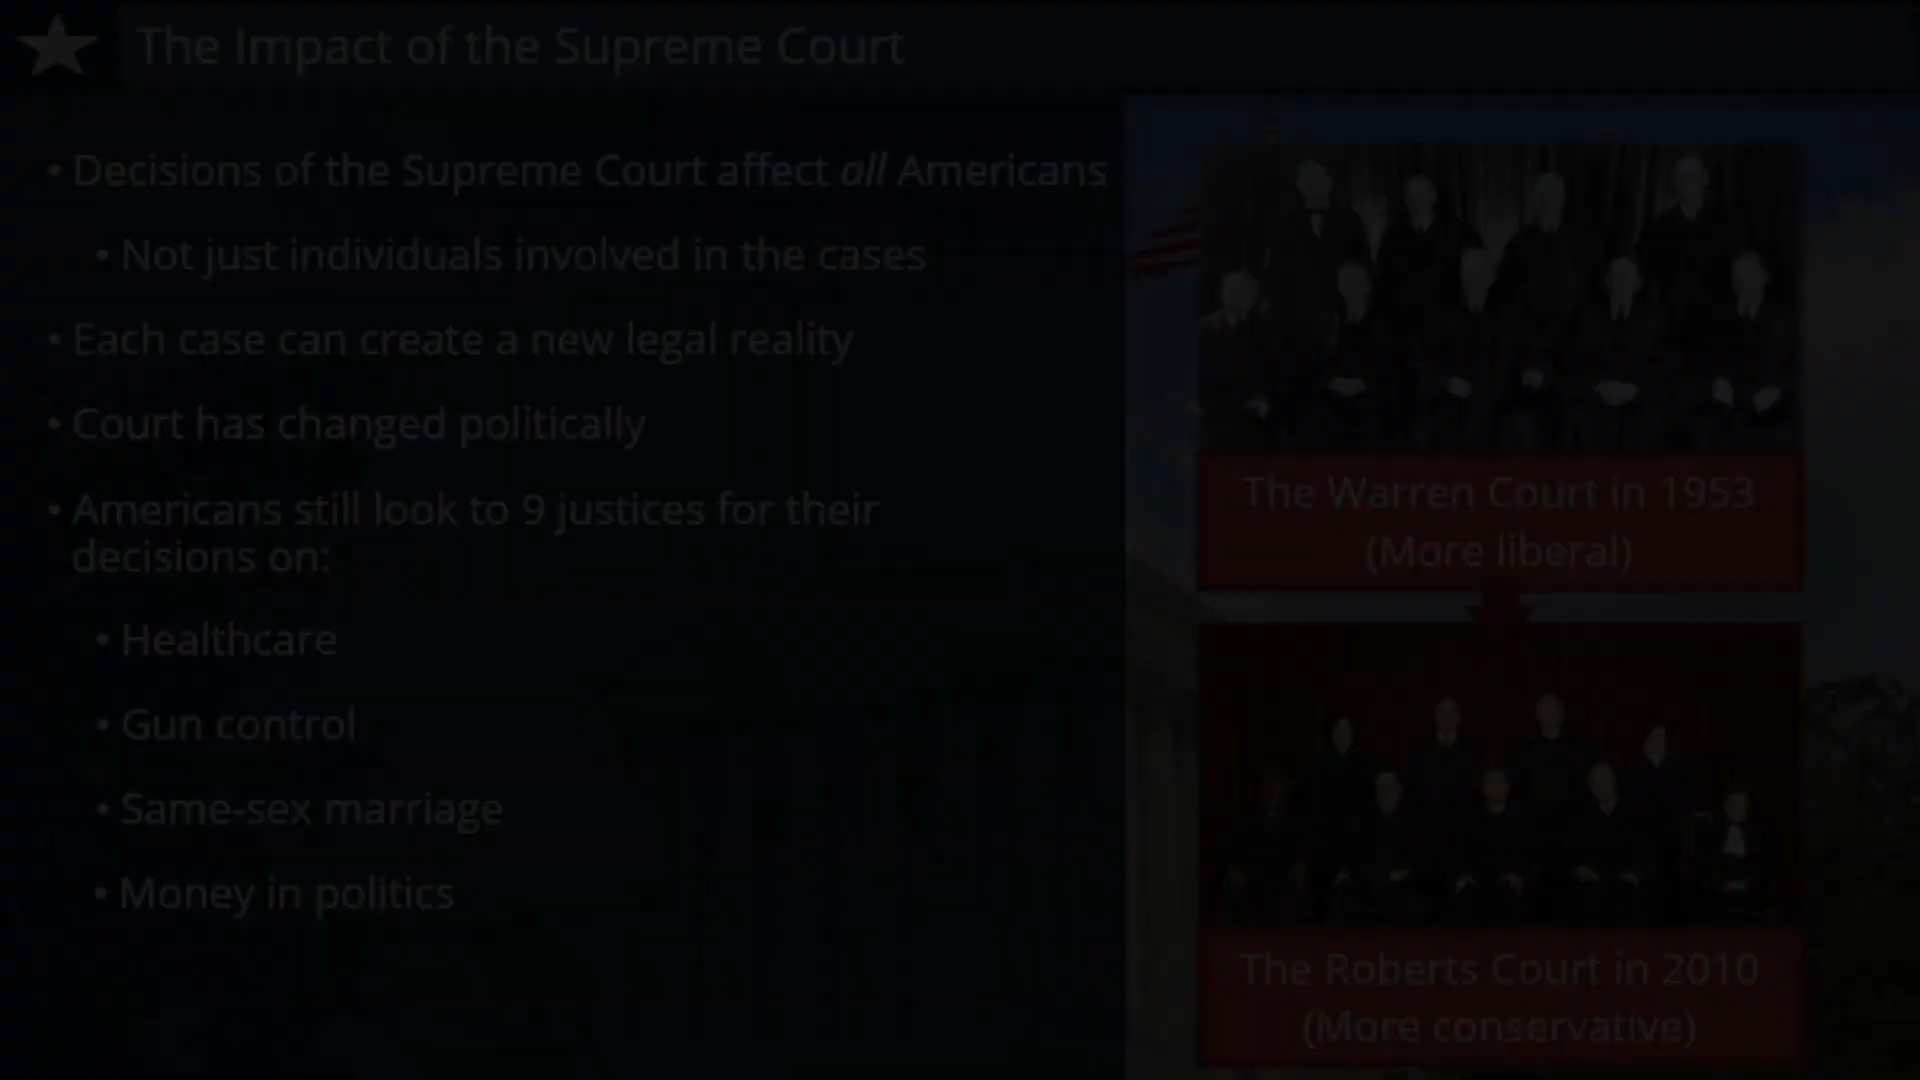 The Impact of the Supreme Court
• Decisions of the Supreme Court affect all Americans
• Not just individuals involved in the cases
• Each case can create a new legal reality
• Court has changed politically
• Americans still look to 9 justices for their
decisions on:
• Healthcare
• Gun control
• Same-sex marriage
• Money in politics
The Warren Court in 1953
(More liberal)
The Roberts Court in 2010
(More conservative)